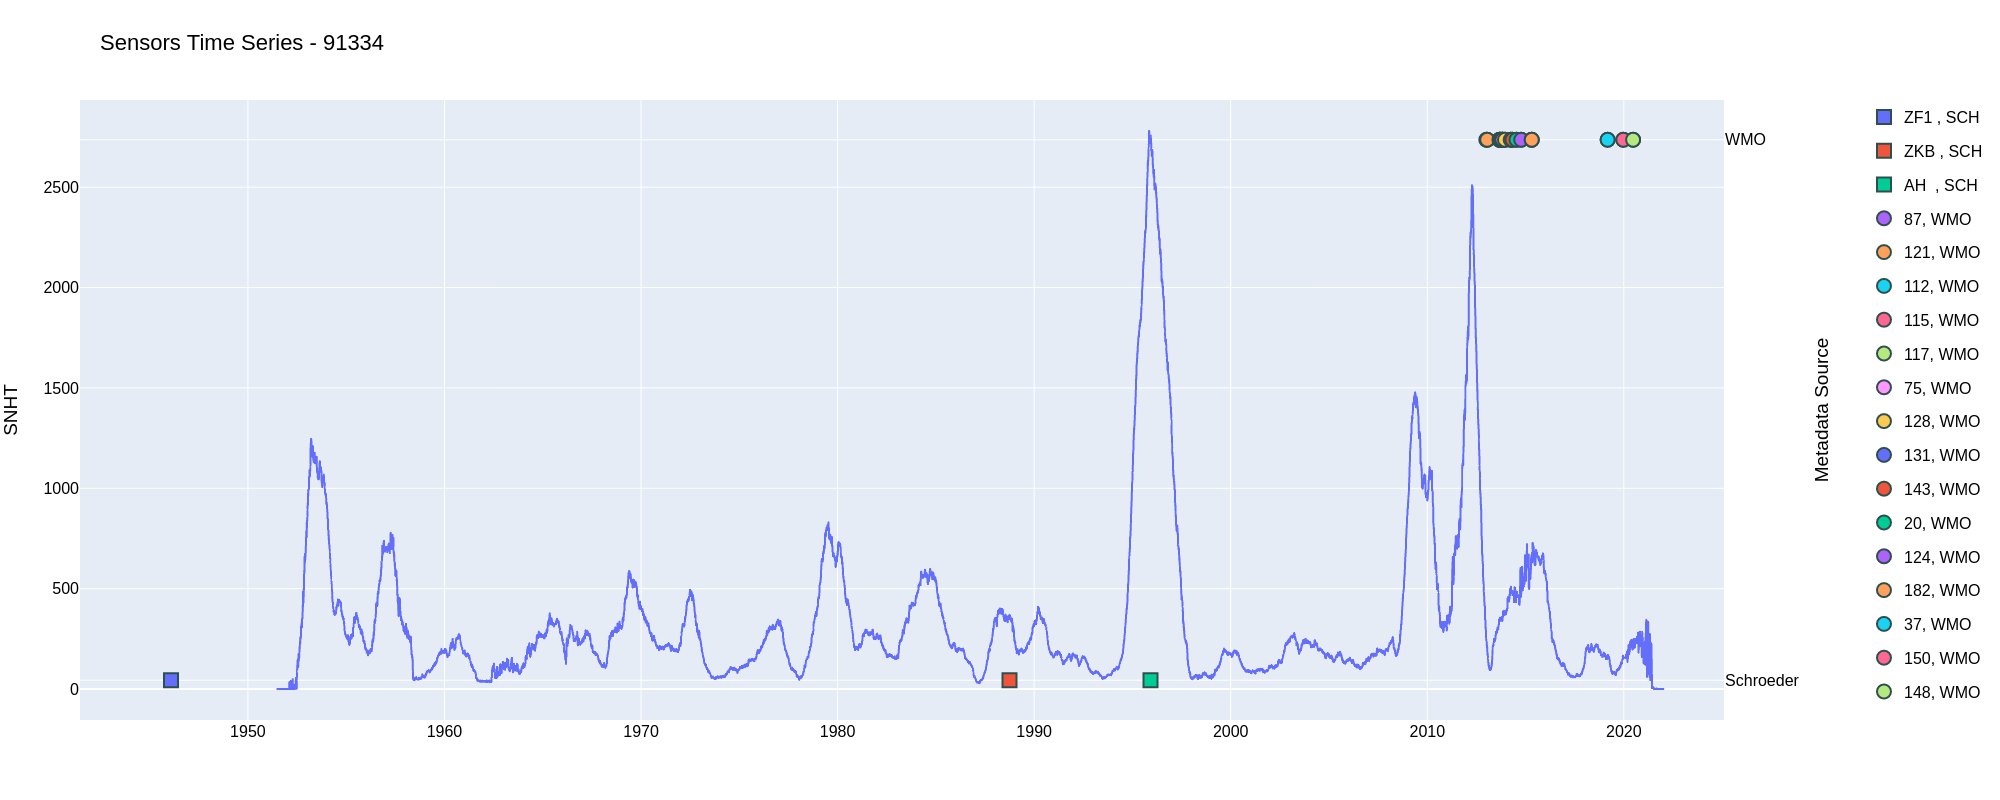 Sensors Time Series - 91334
SNHT
2500
2000
1500
1000
500
0
1950
1960
1970
1980
1990
2000
2010
2020
WMO
Schroeder
Metadata Source
ZF1 , SCH
ZKB , SCH
AH  , SCH
87, WMO
121, WMO
112, WMO
115, WMO
117, WMO
75, WMO
128, WMO
131, WMO
143, WMO
20, WMO
124, WMO
182, WMO
37, WMO
150, WMO
148, WMO